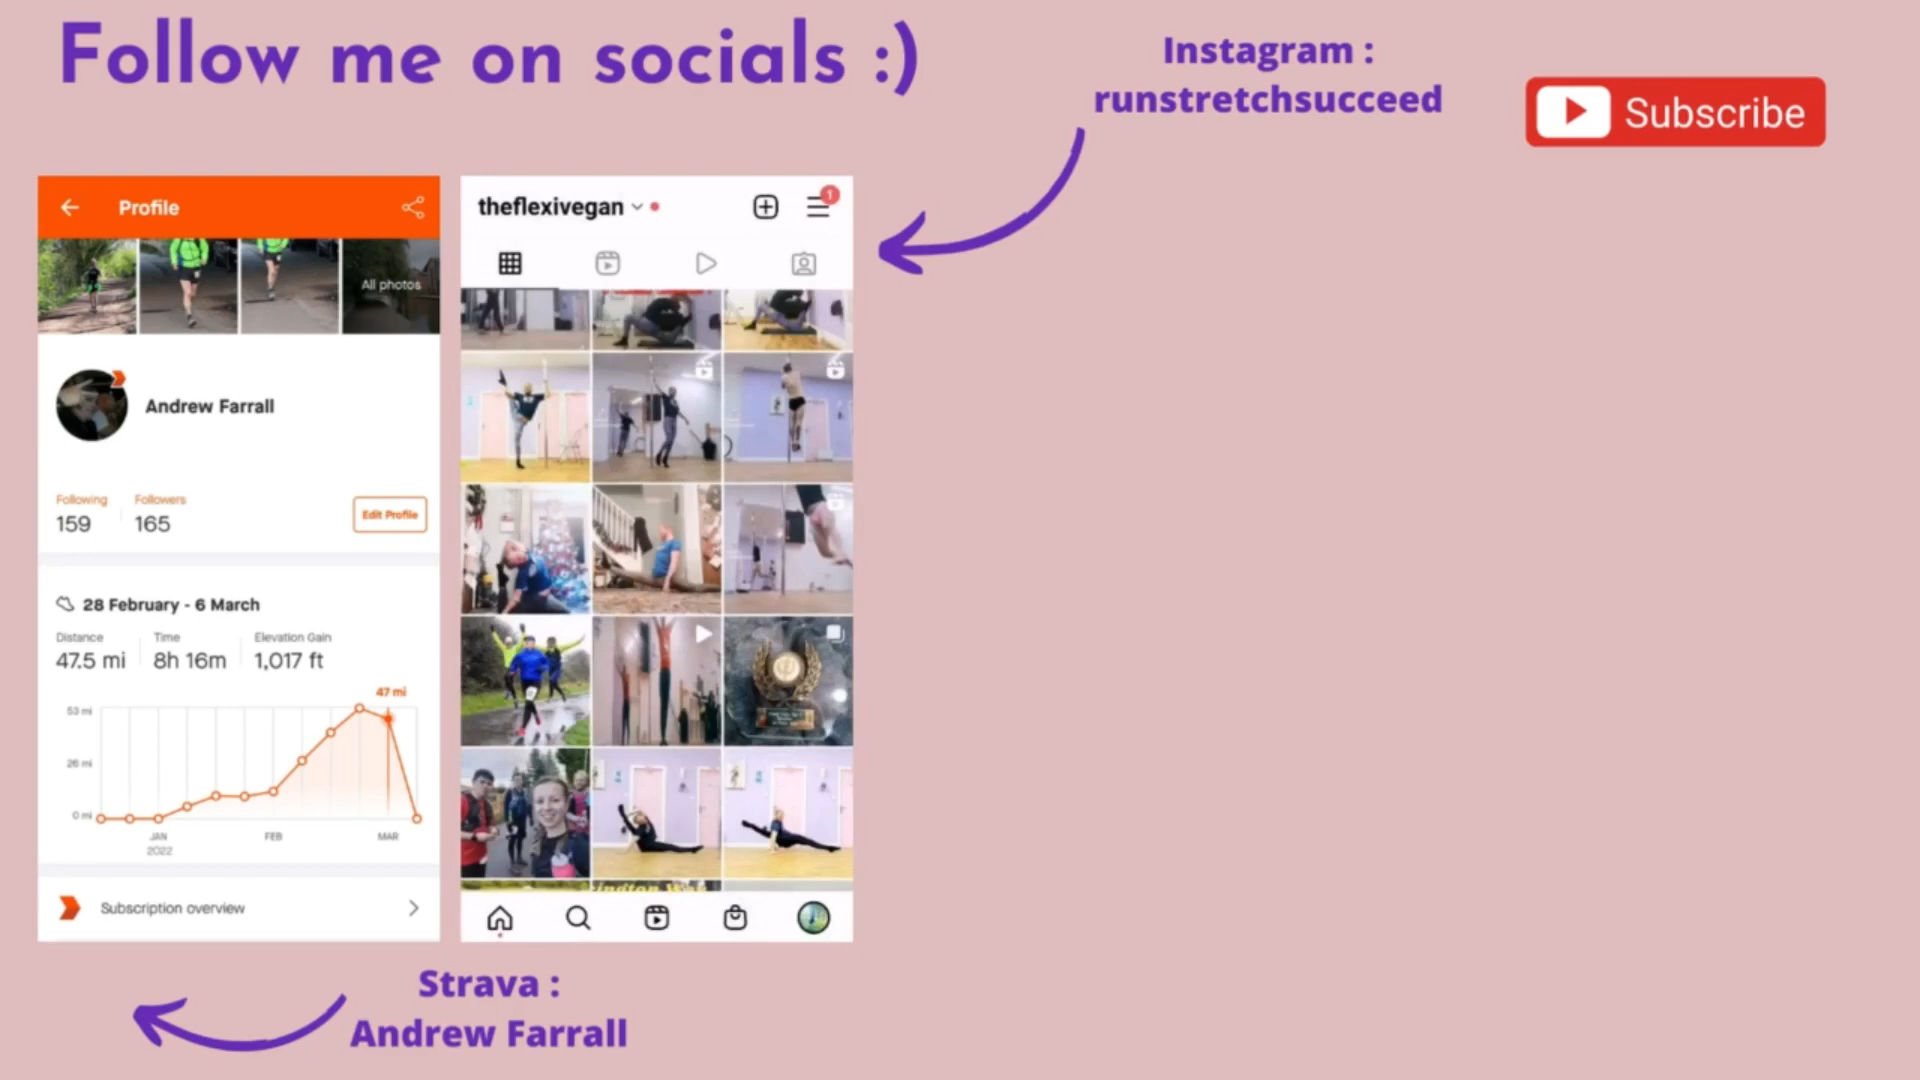 Follow me on socials :)
Instagram :
runstretchsucceed
Subscribe
Profile
All photos
Andrew Farrall
Following
Followers
159
165
Edit Profile
28 February - 6 March
Distance
Time
Elevation Gain
47.5 mi
8h 16m
1,017 ft
47 mi
53 mi
26 mi
0 mi
JAN
FEB
MAR
2022
Subscription overview
theflexivegan
1
Strava :
Andrew Farrall